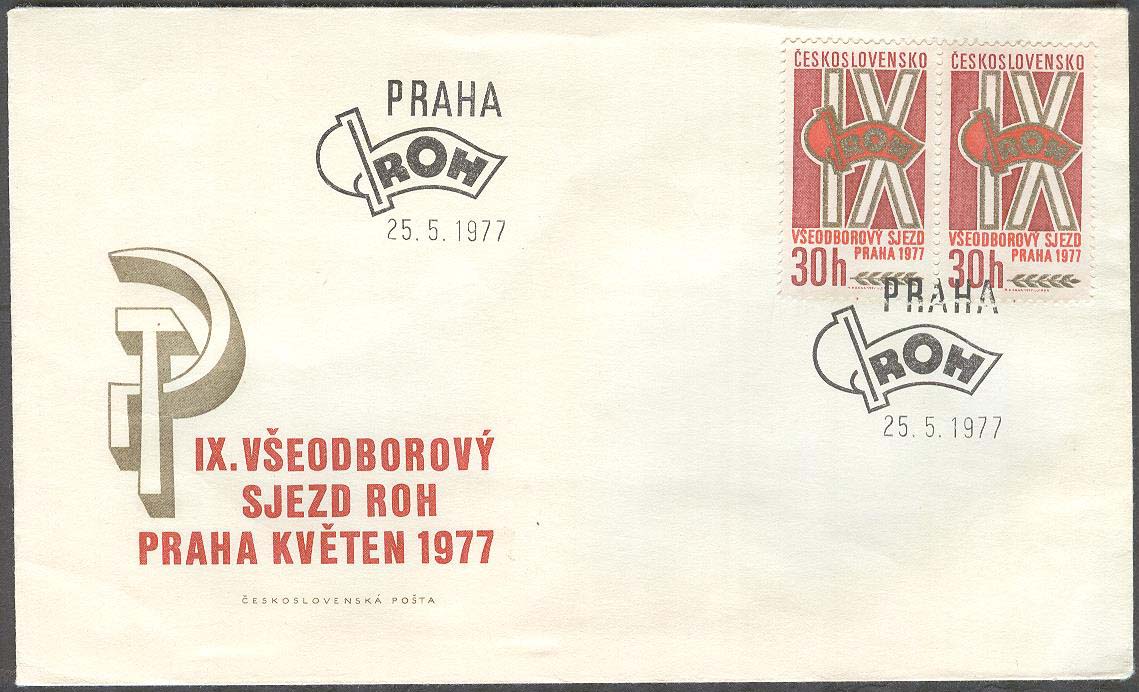 PRAHA
ROH
25.5.1977
ČESKOSLOVENSKO
IX
ROH
VŠEODBOROVÝ SJEZD
PRAHA 1977
30h
ČESKOSLOVENSKO
IX
ROH
VŠEODBOROVÝ SJEZD
PRAHA 1977
30h
PRAHA
ROH
25.5.1977
IX. VŠEODBOROVÝ
SJEZD ROH
PRAHA KVĚTEN 1977
ČESKOSLOVENSKÁ POŠTA